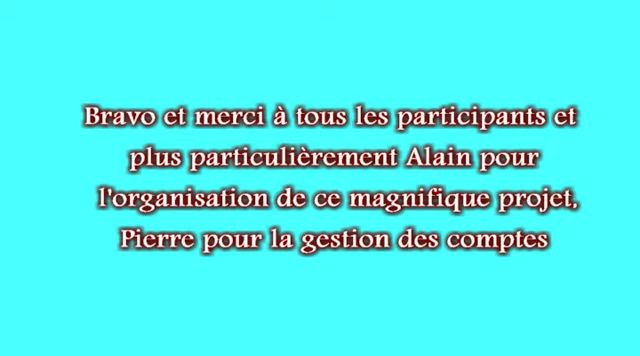 Bravo et merci à tous les participants et
plus particulièrement Alain pour
l'organisation de ce magnifique projet,
Pierre pour la gestion des comptes